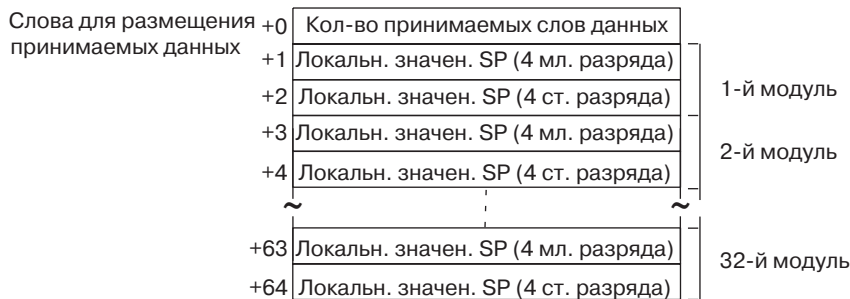 Слова для размещения
принимаемых данных
+0 Кол-во принимаемых слов данных
+1 Локальн. значен. SP (4 мл. разряда)
+2 Локальн. значен. SP (4 ст. разряда)
1-й модуль
+3 Локальн. значен. SP (4 мл. разряда)
+4 Локальн. значен. SP (4 ст. разряда)
2-й модуль
+63 Локальн. значен. SP (4 мл. разряда)
+64 Локальн. значен. SP (4 ст. разряда)
32-й модуль